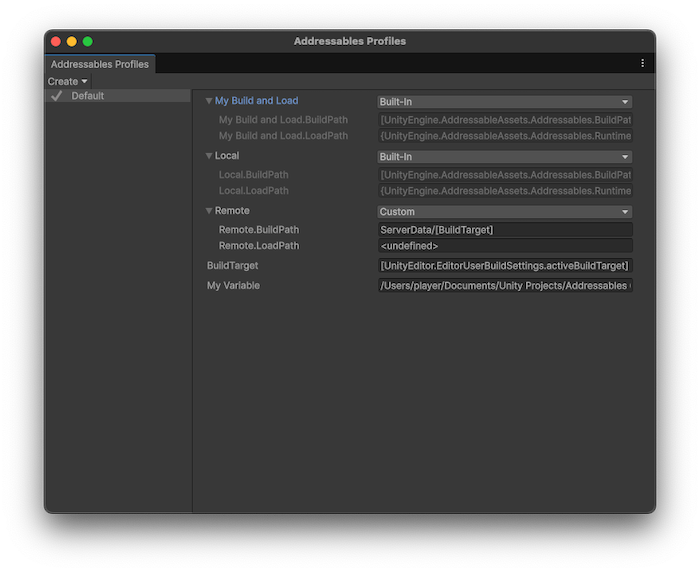 Addressables Profiles
Addressables Profiles
Create
Default
My Build and Load Built-In
My Build and Load.BuildPath [UnityEngine.AddressableAssets.Addressables.BuildPat
My Build and Load.LoadPath {UnityEngine.AddressableAssets.Addressables.Runtime
Local Built-In
Local.BuildPath [UnityEngine.AddressableAssets.Addressables.BuildPat
Local.LoadPath {UnityEngine.AddressableAssets.Addressables.Runtime
Remote Custom
Remote.BuildPath ServerData/[BuildTarget]
Remote.LoadPath <undefined>
BuildTarget [UnityEditor.EditorUserBuildSettings.activeBuildTarget]
My Variable /Users/player/Documents/Unity Projects/Addressables